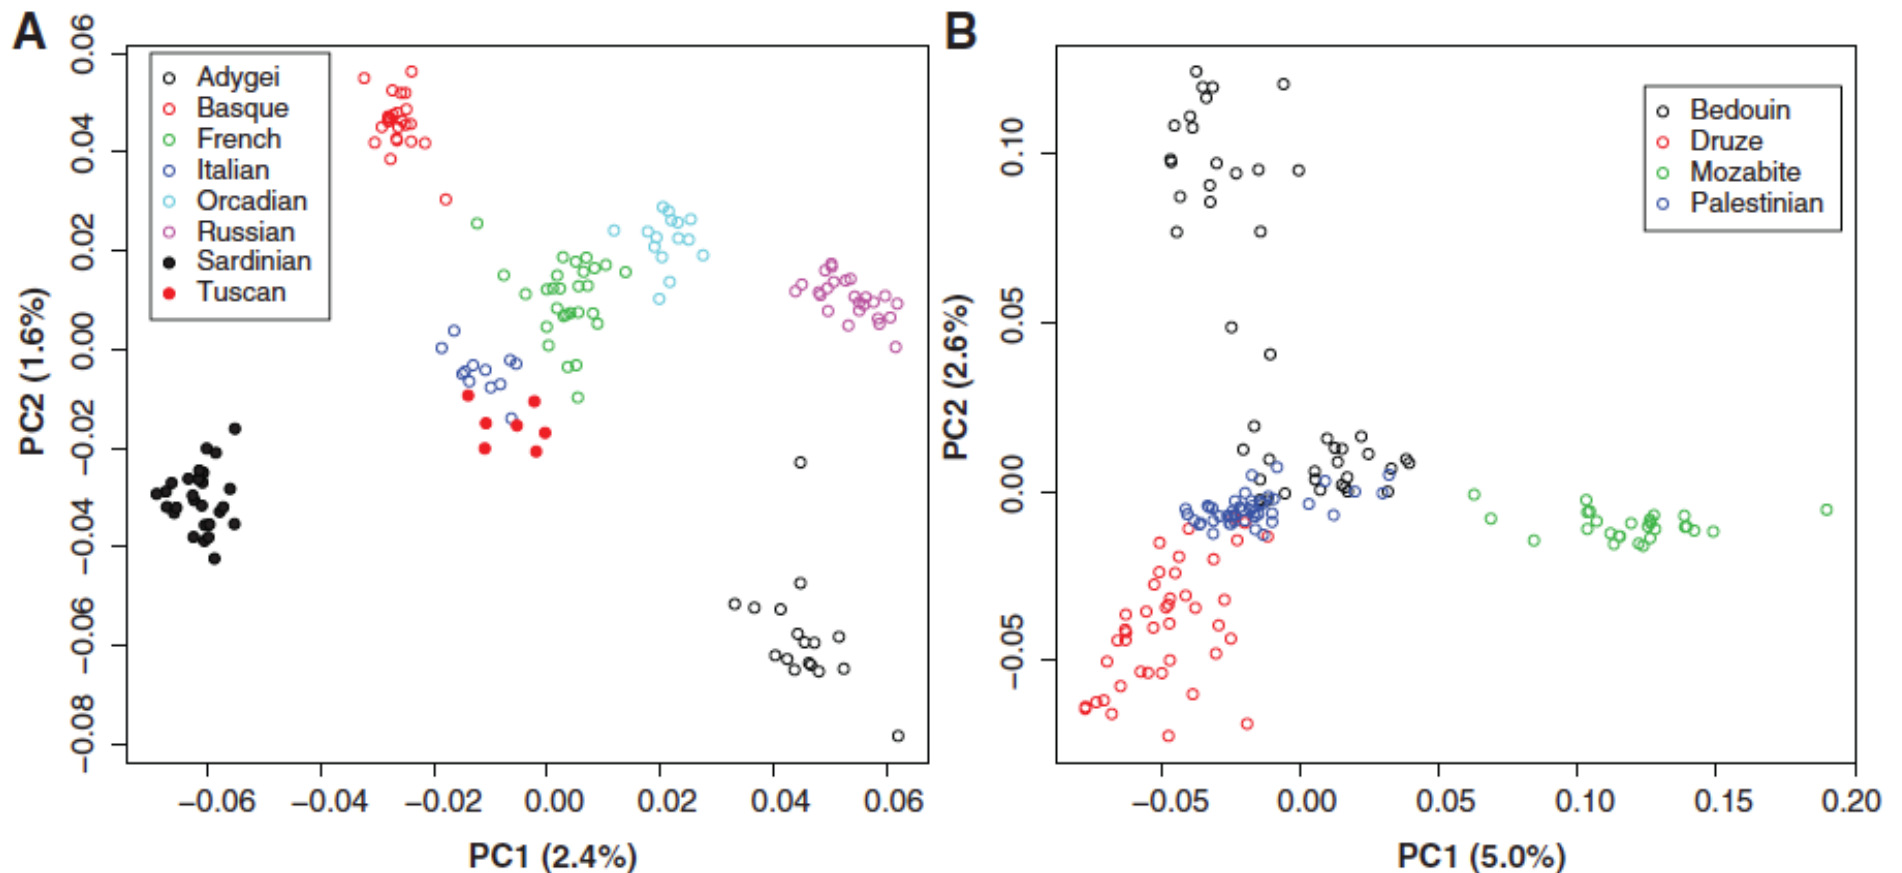 A
PC2 (1.6%)
0.06
0.04
0.02
0.00
−0.02
−0.04
−0.06
−0.08
Adygei
Basque
French
Italian
Orcadian
Russian
Sardinian
Tuscan
−0.06 −0.04 −0.02 0.00 0.02 0.04 0.06
PC1 (2.4%)
B
PC2 (2.6%)
0.10
0.05
0.00
−0.05
Bedouin
Druze
Mozabite
Palestinian
−0.05 0.00 0.05 0.10 0.15 0.20
PC1 (5.0%)